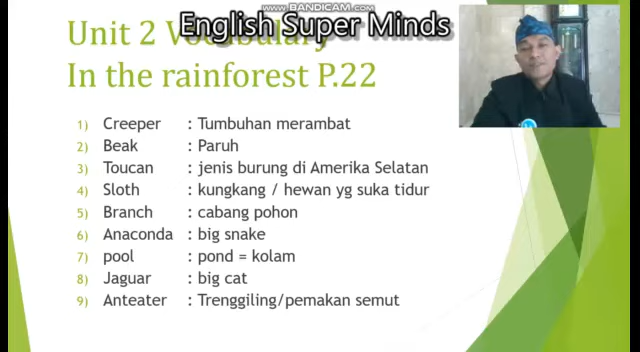 www.BANDICAM.com
English Super Minds
Unit 2 Vocabulary
In the rainforest P.22
1) Creeper : Tumbuhan merambat
2) Beak : Paruh
3) Toucan : jenis burung di Amerika Selatan
4) Sloth : kungkang / hewan yg suka tidur
5) Branch : cabang pohon
6) Anaconda : big snake
7) pool : pond = kolam
8) Jaguar : big cat
9) Anteater : Trenggiling/pemakan semut